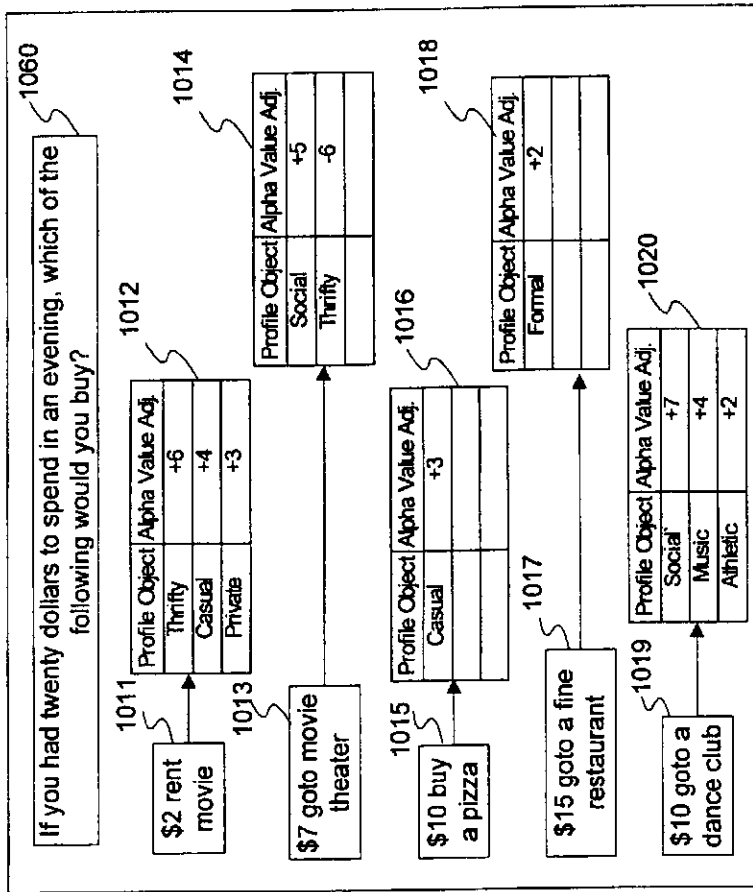 If you had twenty dollars to spend in an evening, which of the
following would you buy?
1060
1011
$2 rent
movie
1012
Profile Object Alpha Value Adj.
Thrifty +6
Casual +4
Private +3
1013
$7 goto movie
theater
1014
Profile Object Alpha Value Adj.
Social +5
Thrifty -6
1015
$10 buy
a pizza
1016
Profile Object Alpha Value Adj.
Casual +3
1017
$15 goto a fine
restaurant
1018
Profile Object Alpha Value Adj.
Formal +2
1019
$10 goto a
dance club
1020
Profile Object Alpha Value Adj.
Social +7
Music +4
Athletic +2